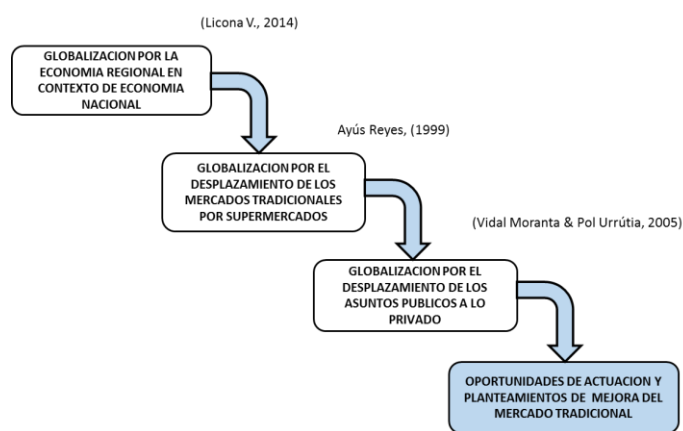 (Licona V., 2014)
GLOBALIZACION POR LA
ECONOMIA REGIONAL EN
CONTEXTO DE ECONOMIA
NACIONAL
Ayús Reyes, (1999)
GLOBALIZACION POR EL
DESPLAZAMIENTO DE LOS
MERCADOS TRADICIONALES
POR SUPERMERCADOS
(Vidal Moranta & Pol Urrútia, 2005)
GLOBALIZACION POR EL
DESPLAZAMIENTO DE LOS
ASUNTOS PUBLICOS A LO
PRIVADO
OPORTUNIDADES DE ACTUACION Y
PLANTEAMIENTOS DE MEJORA DEL
MERCADO TRADICIONAL